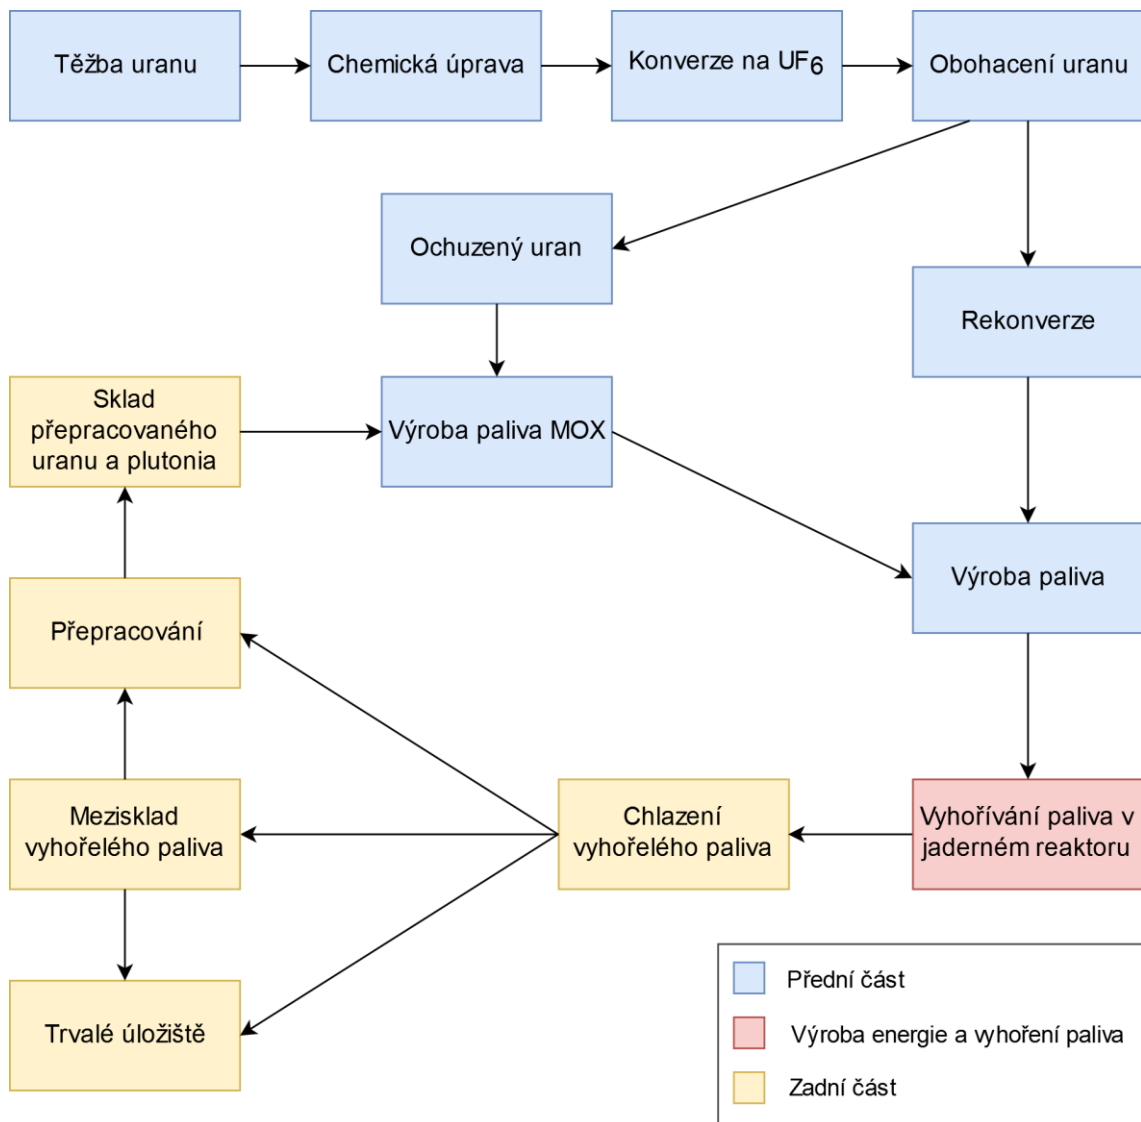 Těžba uranu
Chemická úprava
Konverze na UF6
Obohacení uranu
Ochuzený uran
Rekonverze
Sklad
přepracovaného
uranu a plutonia
Výroba paliva MOX
Výroba paliva
Přepracování
Mezisklad
vyhořelého paliva
Chlazení
vyhořelého paliva
Vyhořívání paliva v
jaderném reaktoru
Trvalé úložiště
Přední část
Výroba energie a vyhoření paliva
Zadní část